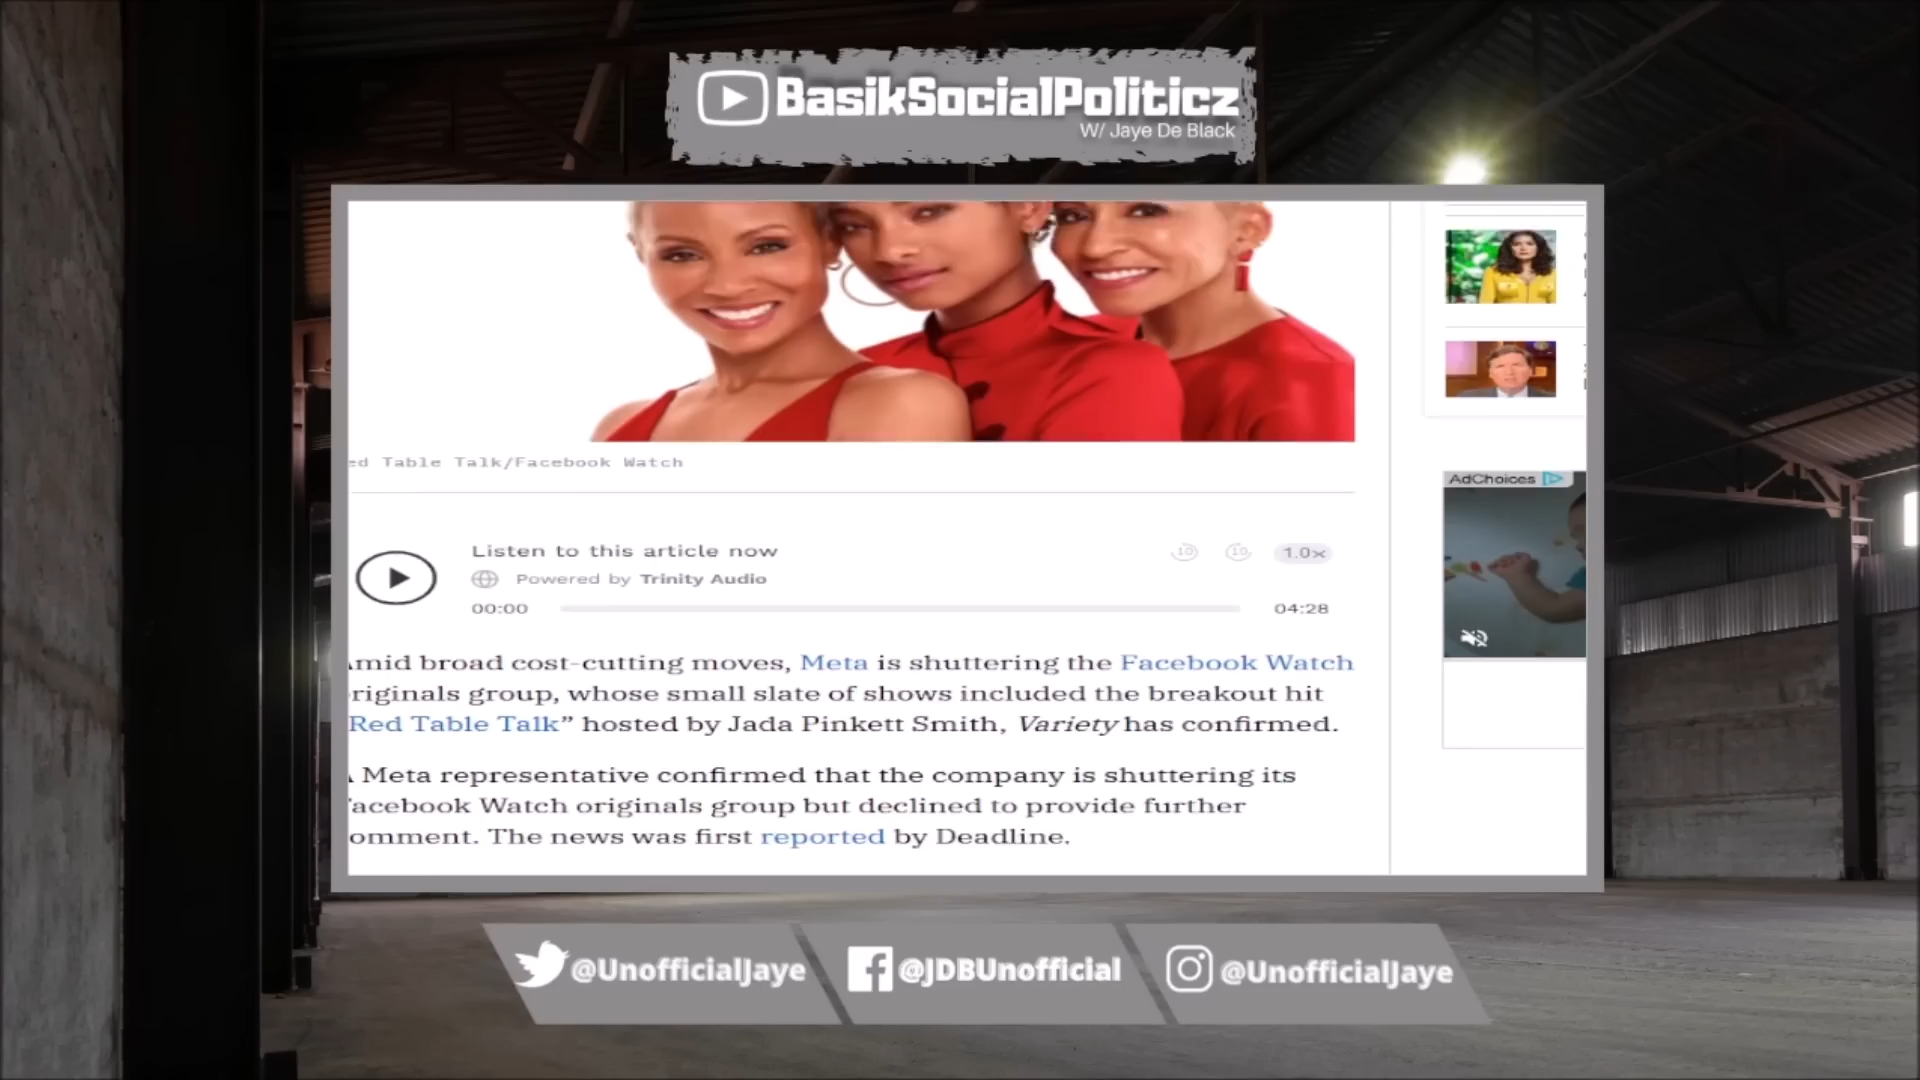 BasikSocialPoliticz
W/ Jaye De Black
ed Table Talk/Facebook Watch
Listen to this article now
Powered by Trinity Audio
10
10
1.0x
00:00
04:28
AdChoices
mid broad cost-cutting moves, Meta is shuttering the Facebook Watch
riginals group, whose small slate of shows included the breakout hit
Red Table Talk” hosted by Jada Pinkett Smith, Variety has confirmed.
A Meta representative confirmed that the company is shuttering its
acebook Watch originals group but declined to provide further
omment. The news was first reported by Deadline.
@UnofficialJaye
@JDBUnofficial
@UnofficialJaye